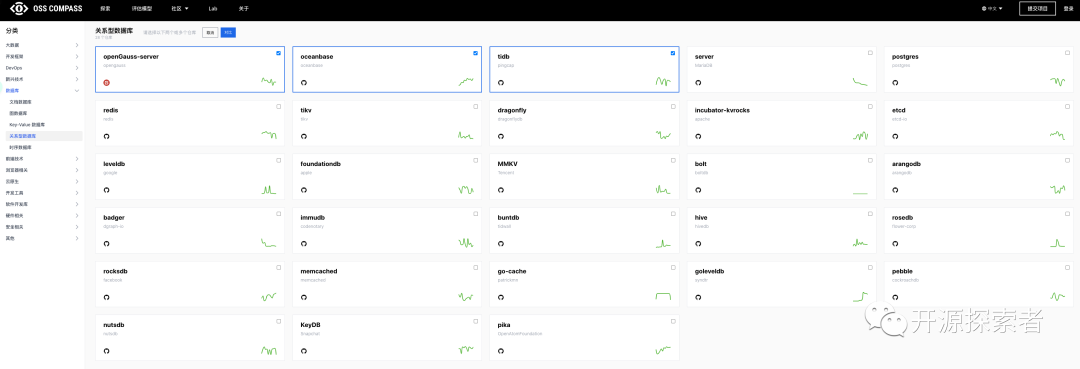 OSS COMPASS
探索
评估模型
社区
Lab
关于
中文
提交项目
登录
分类
大数据
开发框架
DevOps
新兴技术
数据库
文档数据库
图数据库
Key-Value 数据库
关系型数据库
时序数据库
前端技术
浏览器相关
云原生
开发工具
软件开发库
硬件相关
安全相关
其他
关系型数据库
请选择以下两个或多个仓库
取消
对比
openGauss-server
opengauss
oceanbase
oceanbase
tidb
pingcap
server
mariadb
postgres
postgres
redis
redis
tikv
tikv
dragonfly
dragonflydb
incubator-kvrocks
apache
etcd
etcd-io
leveldb
google
foundationdb
apple
MMKV
Tencent
bolt
boltdb
arangodb
arangodb
badger
dgraph-io
immudb
codenotary
buntdb
tidwall
hive
rosedb
flower-corp
rocksdb
facebook
memcached
memcached
go-cache
patrickmn
goleveldb
syndtr
pebble
cockroachdb
nutsdb
nutsdb
KeyDB
Snapchat
pika
OpenAtomFoundation
开源探索者